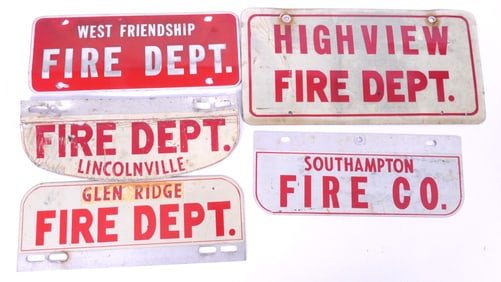 WEST FRIENDSHIP
FIRE DEPT.
HIGHVIEW
FIRE DEPT.
FIRE DEPT.
LINCOLNVILLE
SOUTHAMPTON
FIRE CO.
GLEN RIDGE
FIRE DEPT.